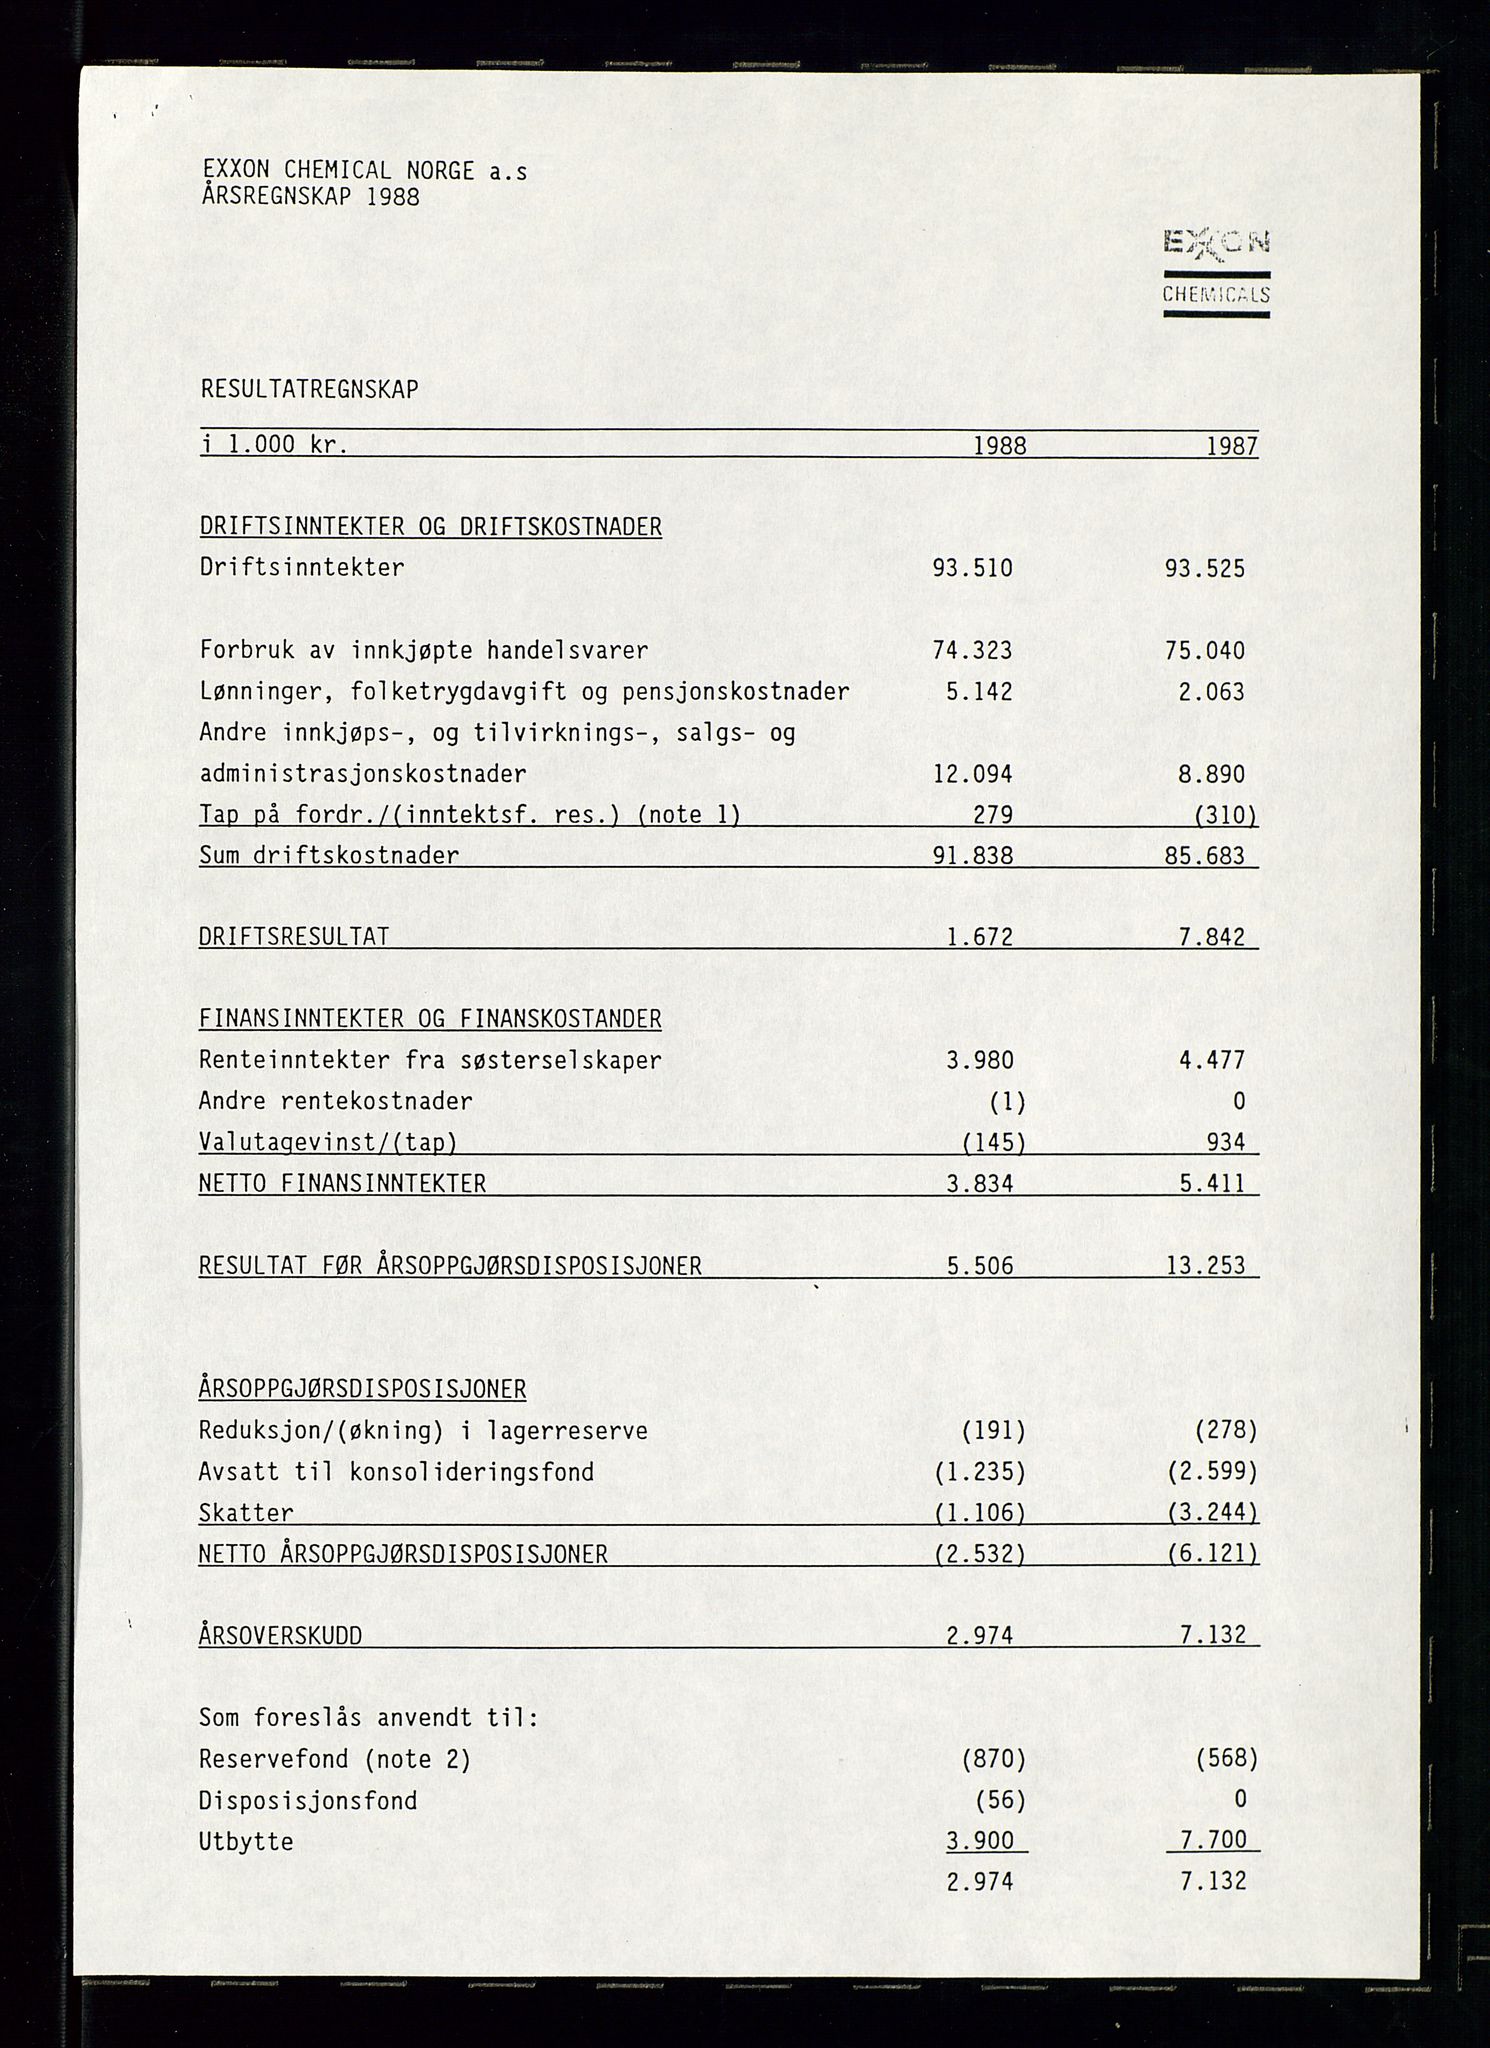 EXXON CHEMICAL NORGE a.s
ÅRSREGNSKAP 1988
EXXON
CHEMICALS
RESULTATREGNSKAP
i 1.000 kr. 1988 1987
DRIFTSINNTEKTER OG DRIFTSKOSTNADER
Driftsinntekter 93.510 93.525
Forbruk av innkjøpte handelsvarer 74.323 75.040
Lønninger, folketrygdavgift og pensjonskostnader 5.142 2.063
Andre innkjøps-, og tilvirknings-, salgs- og
administrasjonskostnader 12.094 8.890
Tap på fordr./(inntektsf. res.) (note 1) 279 (310)
Sum driftskostnader 91.838 85.683
DRIFTSRESULTAT 1.672 7.842
FINANSINNTEKTER OG FINANSKOSTANDER
Renteinntekter fra søsterselskaper 3.980 4.477
Andre rentekostnader (1) 0
Valutagevinst/(tap) (145) 934
NETTO FINANSINNTEKTER 3.834 5.411
RESULTAT FØR ÅRSOPPGJØRSDISPOSISJONER 5.506 13.253
ÅRSOPPGJØRSDISPOSISJONER
Reduksjon/(økning) i lagerreserve (191) (278)
Avsatt til konsolideringsfond (1.235) (2.599)
Skatter (1.106) (3.244)
NETTO ÅRSOPPGJØRSDISPOSISJONER (2.532) (6.121)
ÅRSOVERSKUDD 2.974 7.132
Som foreslås anvendt til:
Reservefond (note 2) (870) (568)
Disposisjonsfond (56) 0
Utbytte 3.900 7.700
2.974 7.132